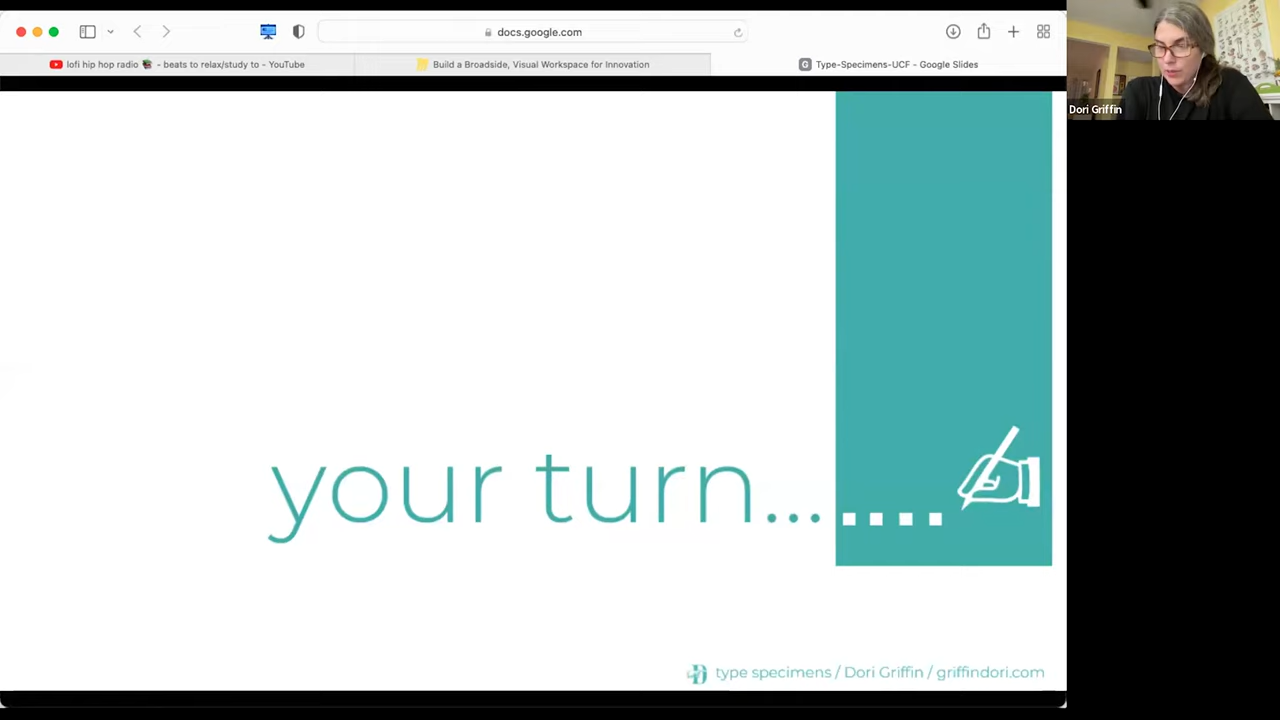 docs.google.com
lofi hip hop radio 📚 - beats to relax/study to - YouTube
Build a Broadside, Visual Workspace for Innovation
G Type-Specimens-UCF - Google Slides
Dori Griffin
your turn.......
type specimens / Dori Griffin / griffindori.com